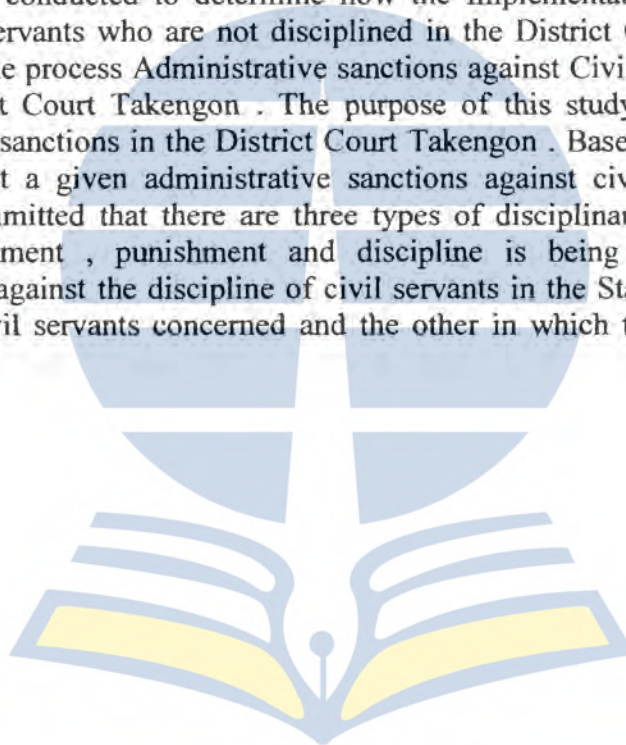 conducted to determine how the
ervants who are not disciplined in the District
e process Administrative sanctions against Civi
t Court Takengon . The purpose of this study
sanctions in the District Court Takengon . Base
t a given administrative sanctions against civ
mitted that there are three types of disciplina
ment , punishment and discipline is being
against the discipline of civil servants in the Sta
vil servants concerned and the other in which t